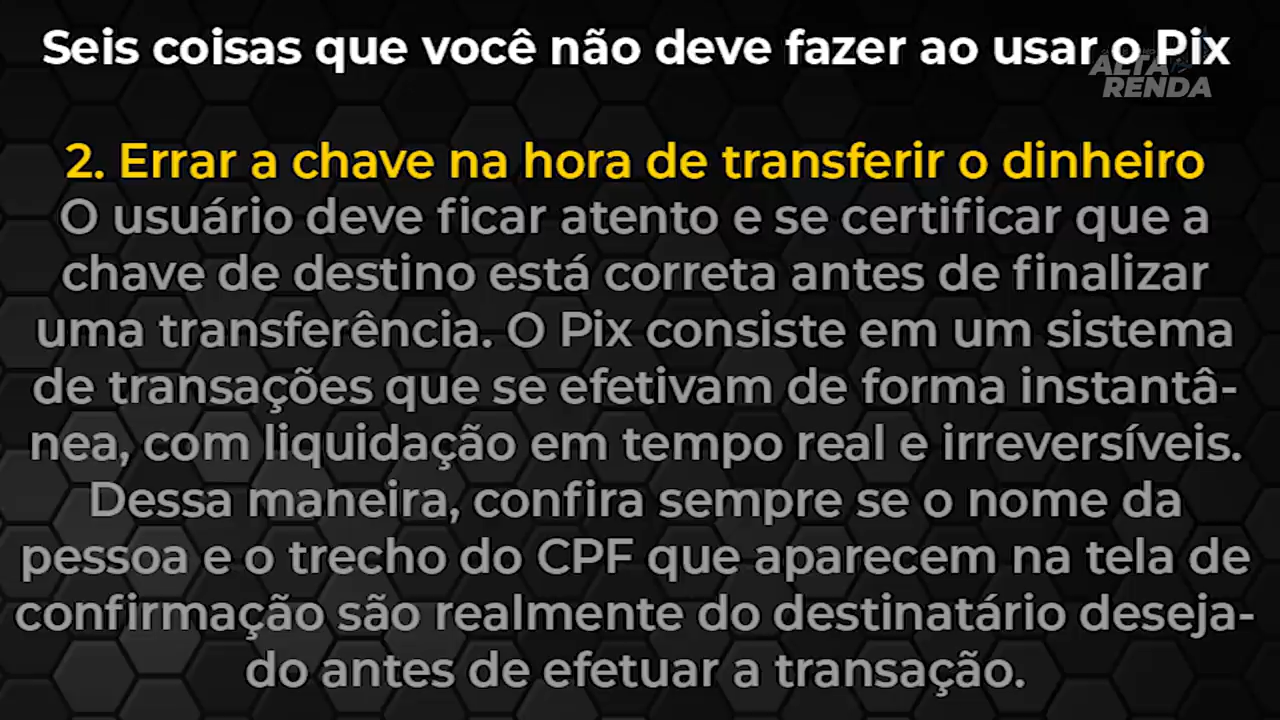 Seis coisas que você não deve fazer ao usar o Pix
ALTA
RENDA
2. Errar a chave na hora de transferir o dinheiro
O usuário deve ficar atento e se certificar que a
chave de destino está correta antes de finalizar
uma transferência. O Pix consiste em um sistema
de transações que se efetivam de forma instantâ-
nea, com liquidação em tempo real e irreversíveis.
Dessa maneira, confira sempre se o nome da
pessoa e o trecho do CPF que aparecem na tela de
confirmação são realmente do destinatário deseja-
do antes de efetuar a transação.